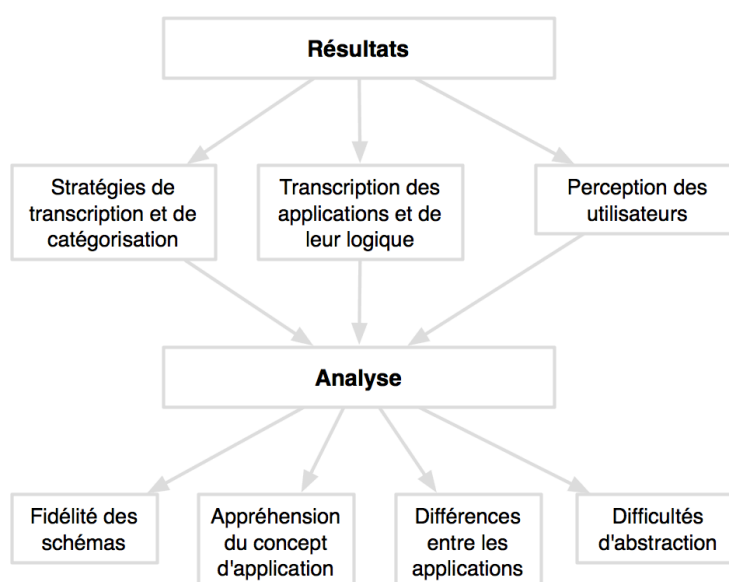 Résultats
Stratégies de
transcription et de
catégorisation
Transcription des
applications et de
leur logique
Perception des
utilisateurs
Analyse
Fidélité des
schémas
Appréhension
du concept
d'application
Différences
entre les
applications
Difficultés
d'abstraction